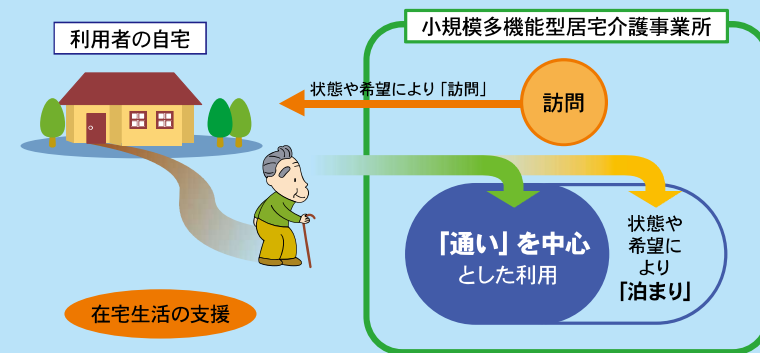 利用者の自宅
小規模多機能型居宅介護事業所
状態や希望により「訪問」
訪問
「通い」を中心
とした利用
状態や
希望に
より
「泊まり」
在宅生活の支援